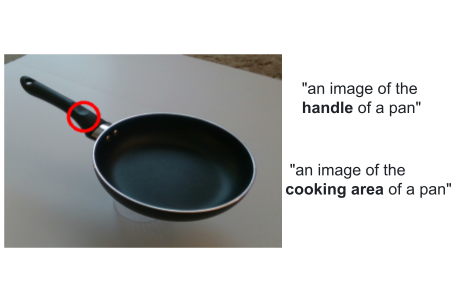 "an image of the
handle of a pan"
"an image of the
cooking area of a pan"